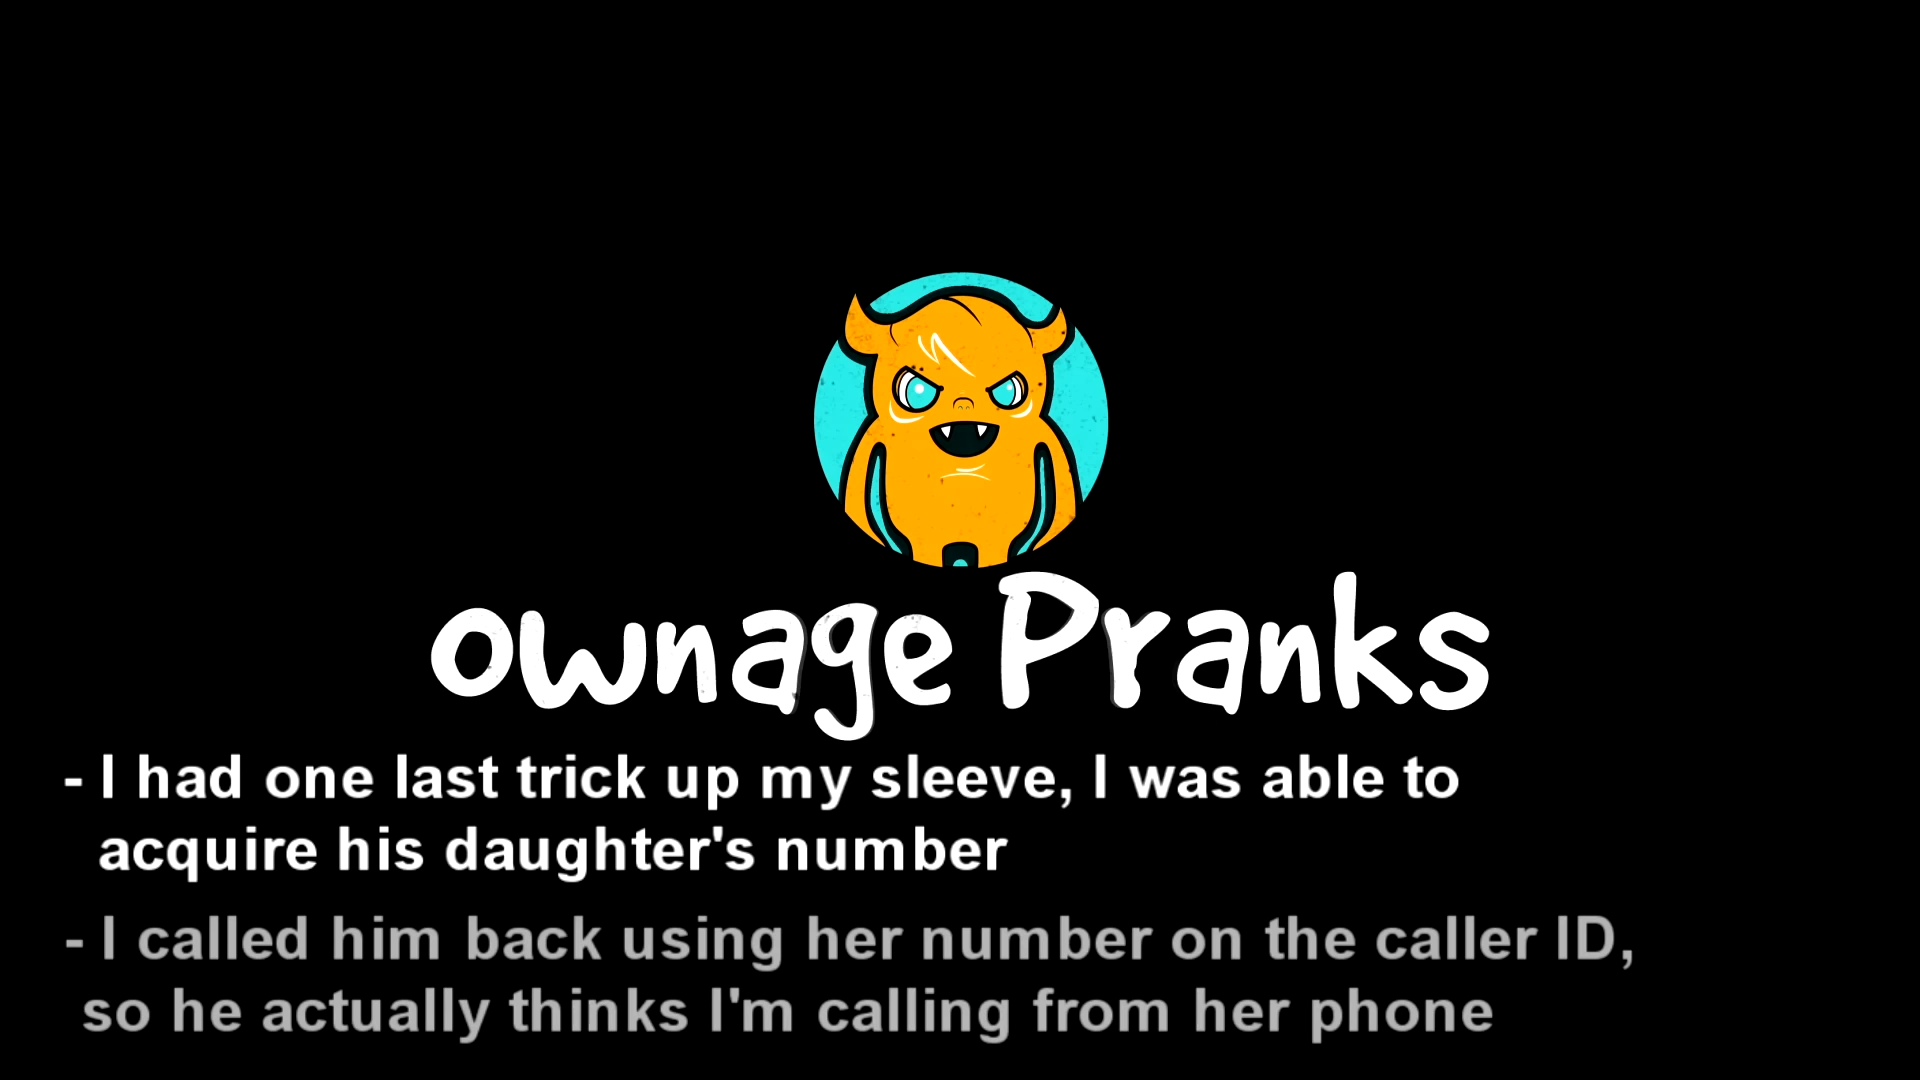 ownage Pranks
- I had one last trick up my sleeve, I was able to
acquire his daughter's number
- I called him back using her number on the caller ID,
so he actually thinks I'm calling from her phone